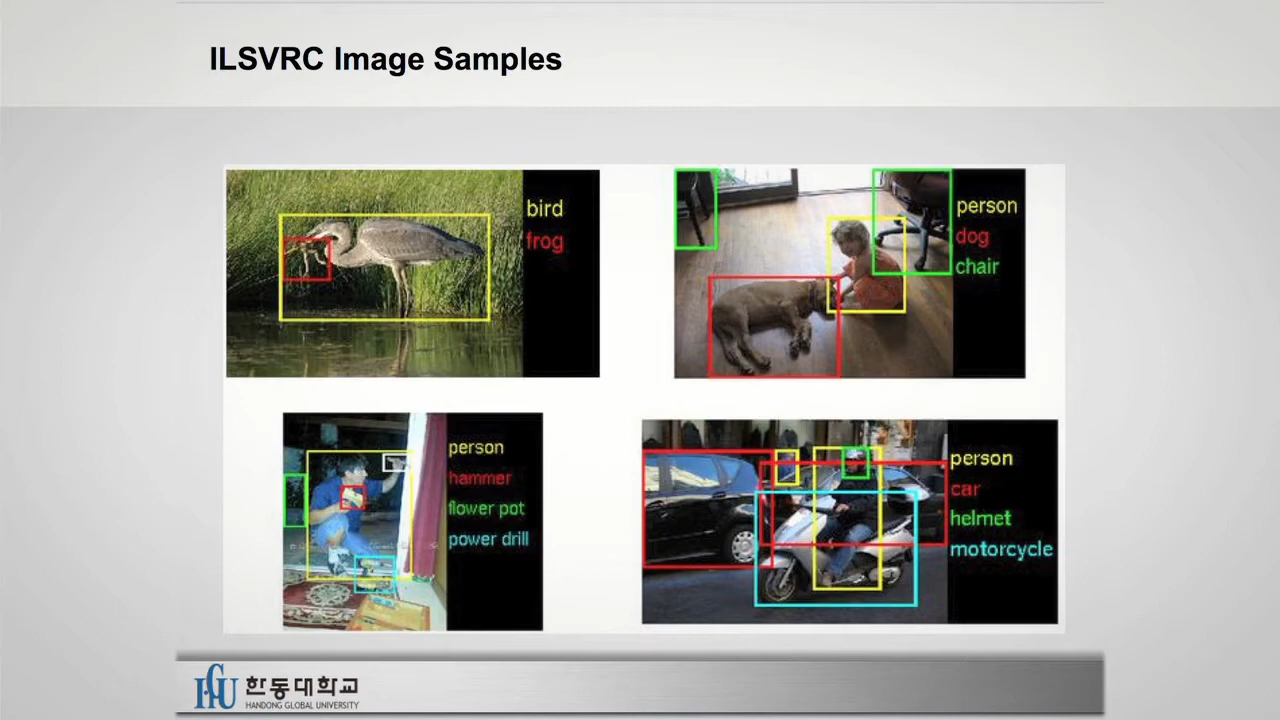 ILSVRC Image Samples
bird
frog
person
dog
chair
person
hammer
flower pot
power drill
person
car
helmet
motorcycle
HGU 한동대학교
HANDONG GLOBAL UNIVERSITY